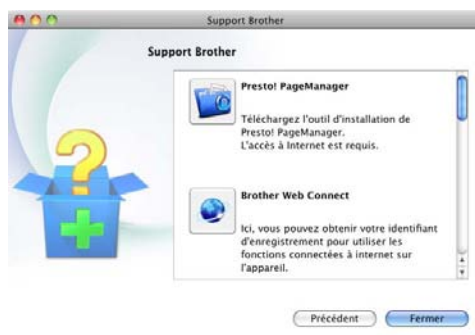 Support Brother
Support Brother
Presto! PageManager
Téléchargez l'outil d'installation de
Presto! PageManager.
L'accès à Internet est requis.
Brother Web Connect
Ici, vous pouvez obtenir votre identifiant
d'enregistrement pour utiliser les
fonctions connectées à internet sur
l'appareil.
Précédent
Fermer